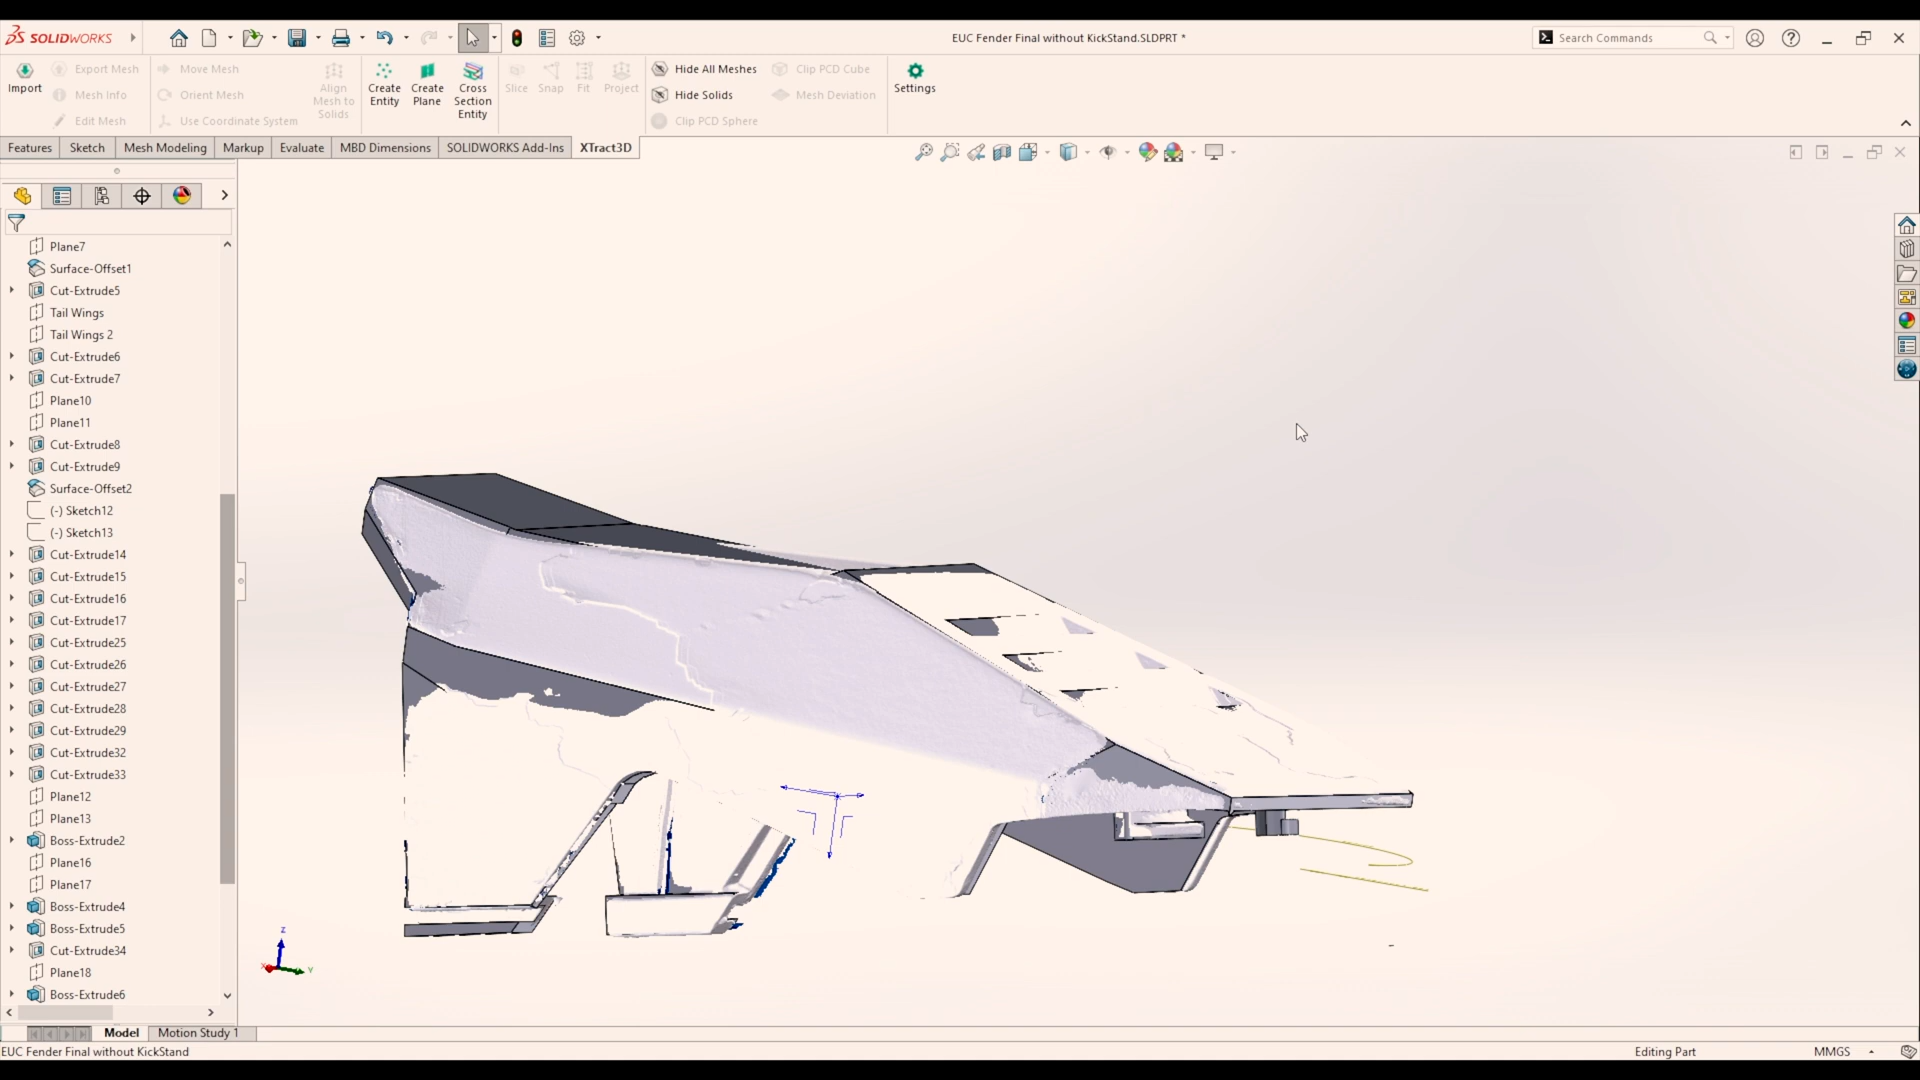 SOLIDWORKS
EUC Fender Final without KickStand.SLDPRT *
Search Commands
Import
Export Mesh
Mesh Info
Edit Mesh
Move Mesh
Orient Mesh
Use Coordinate System
Align
Mesh to
Solids
Create
Entity
Create
Plane
Cross
Section
Entity
Slice
Snap
Fit
Project
Hide All Meshes
Hide Solids
Clip PCD Sphere
Clip PCD Cube
Mesh Deviation
Settings
Features
Sketch
Mesh Modeling
Markup
Evaluate
MBD Dimensions
SOLIDWORKS Add-Ins
XTract3D
Plane7
Surface-Offset1
Cut-Extrude5
Tail Wings
Tail Wings 2
Cut-Extrude6
Cut-Extrude7
Plane10
Plane11
Cut-Extrude8
Cut-Extrude9
Surface-Offset2
(-) Sketch12
(-) Sketch13
Cut-Extrude14
Cut-Extrude15
Cut-Extrude16
Cut-Extrude17
Cut-Extrude25
Cut-Extrude26
Cut-Extrude27
Cut-Extrude28
Cut-Extrude29
Cut-Extrude32
Cut-Extrude33
Plane12
Plane13
Boss-Extrude2
Plane16
Plane17
Boss-Extrude4
Boss-Extrude5
Cut-Extrude34
Plane18
Boss-Extrude6
Z
X
Y
Model
Motion Study 1
EUC Fender Final without KickStand
Editing Part
MMGS